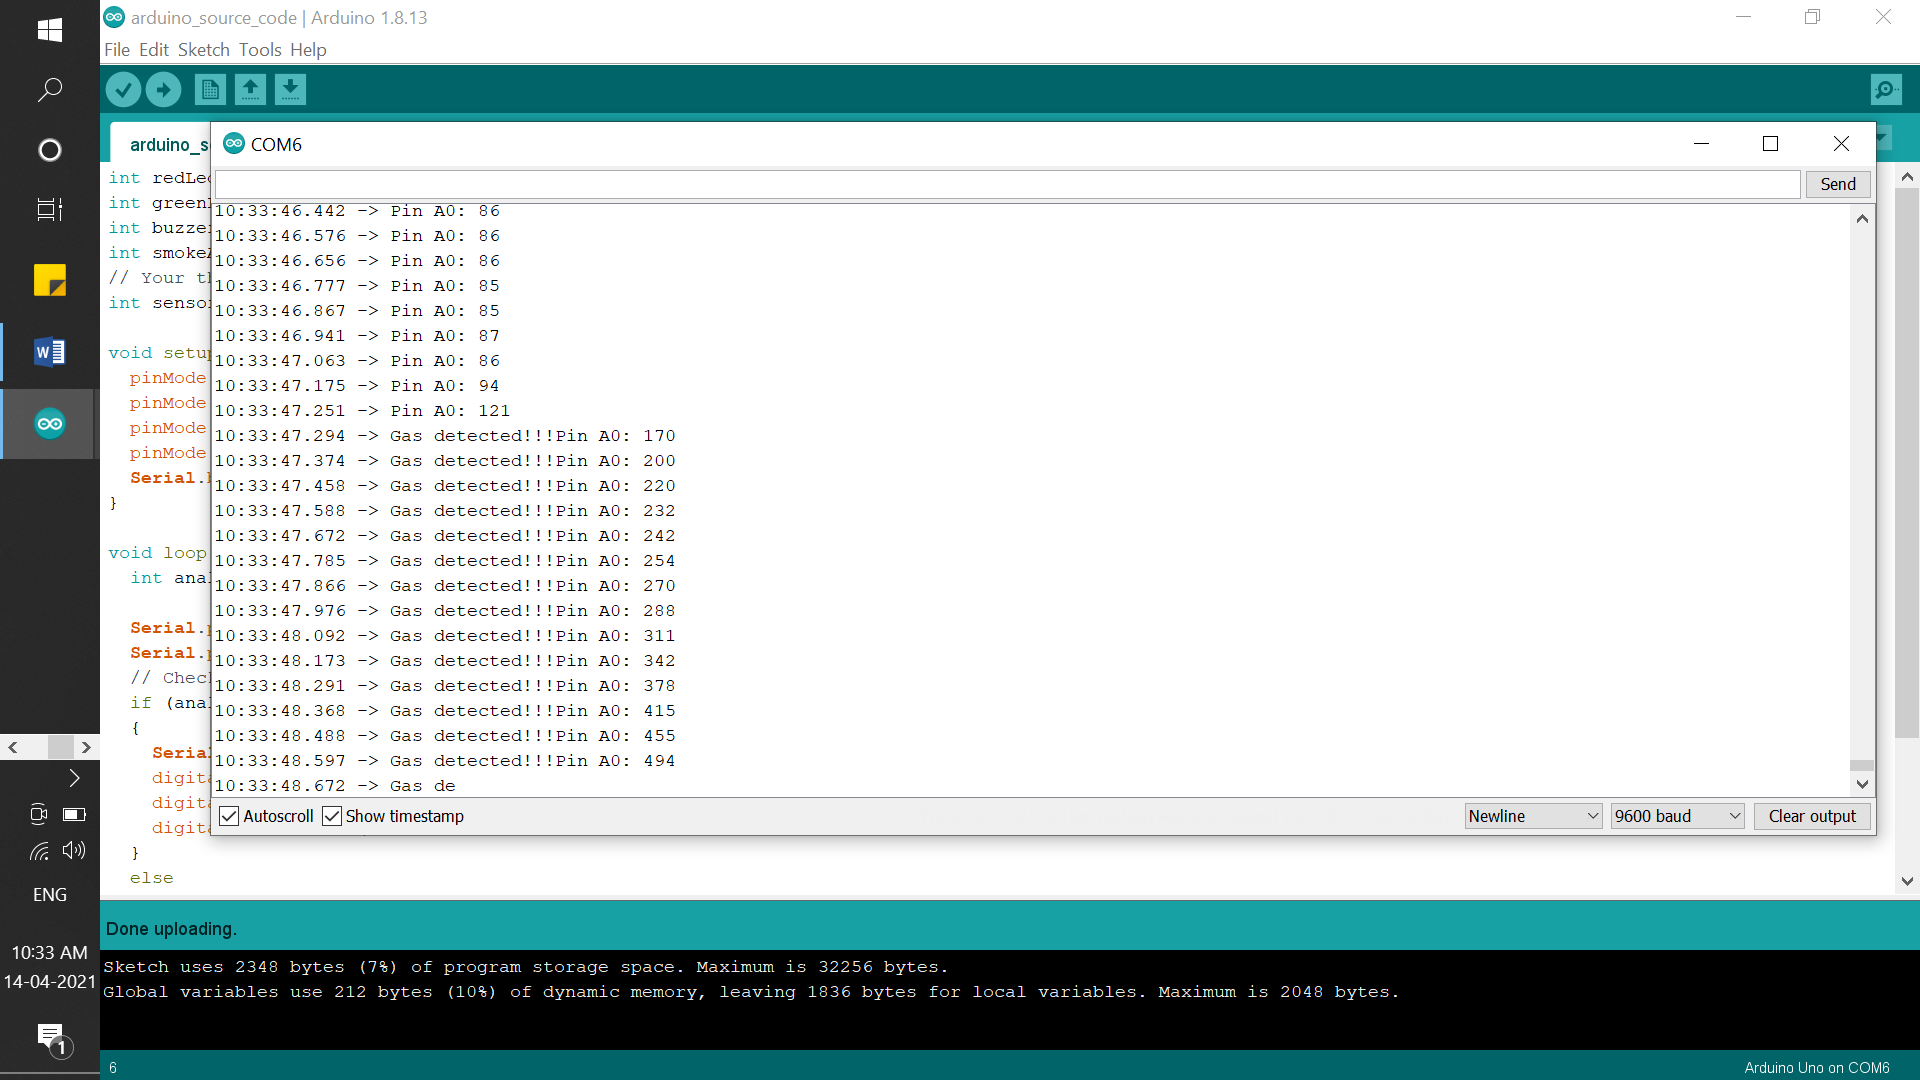 arduino_source_code | Arduino 1.8.13
File Edit Sketch Tools Help
arduino_s
COM6
Send
int redLed
int green
int buzze
int smoke
// Your th
int sensor
void setup
pinMode
pinMode
pinMode
pinMode
Serial.
}
void loop
int anal
Serial.
Serial.
// Chec
if (anal
{
Serial
digita
digita
digita
}
else
10:33:46.442 -> Pin A0: 86
10:33:46.576 -> Pin A0: 86
10:33:46.656 -> Pin A0: 86
10:33:46.777 -> Pin A0: 85
10:33:46.867 -> Pin A0: 85
10:33:46.941 -> Pin A0: 87
10:33:47.063 -> Pin A0: 86
10:33:47.175 -> Pin A0: 94
10:33:47.251 -> Pin A0: 121
10:33:47.294 -> Gas detected!!!Pin A0: 170
10:33:47.374 -> Gas detected!!!Pin A0: 200
10:33:47.458 -> Gas detected!!!Pin A0: 220
10:33:47.588 -> Gas detected!!!Pin A0: 232
10:33:47.672 -> Gas detected!!!Pin A0: 242
10:33:47.785 -> Gas detected!!!Pin A0: 254
10:33:47.866 -> Gas detected!!!Pin A0: 270
10:33:47.976 -> Gas detected!!!Pin A0: 288
10:33:48.092 -> Gas detected!!!Pin A0: 311
10:33:48.173 -> Gas detected!!!Pin A0: 342
10:33:48.291 -> Gas detected!!!Pin A0: 378
10:33:48.368 -> Gas detected!!!Pin A0: 415
10:33:48.488 -> Gas detected!!!Pin A0: 455
10:33:48.597 -> Gas detected!!!Pin A0: 494
10:33:48.672 -> Gas de
Autoscroll Show timestamp Newline 9600 baud Clear output
Done uploading.
Sketch uses 2348 bytes (7%) of program storage space. Maximum is 32256 bytes.
Global variables use 212 bytes (10%) of dynamic memory, leaving 1836 bytes for local variables. Maximum is 2048 bytes.
6
Arduino Uno on COM6
W
ENG
10:33 AM
14-04-2021
1